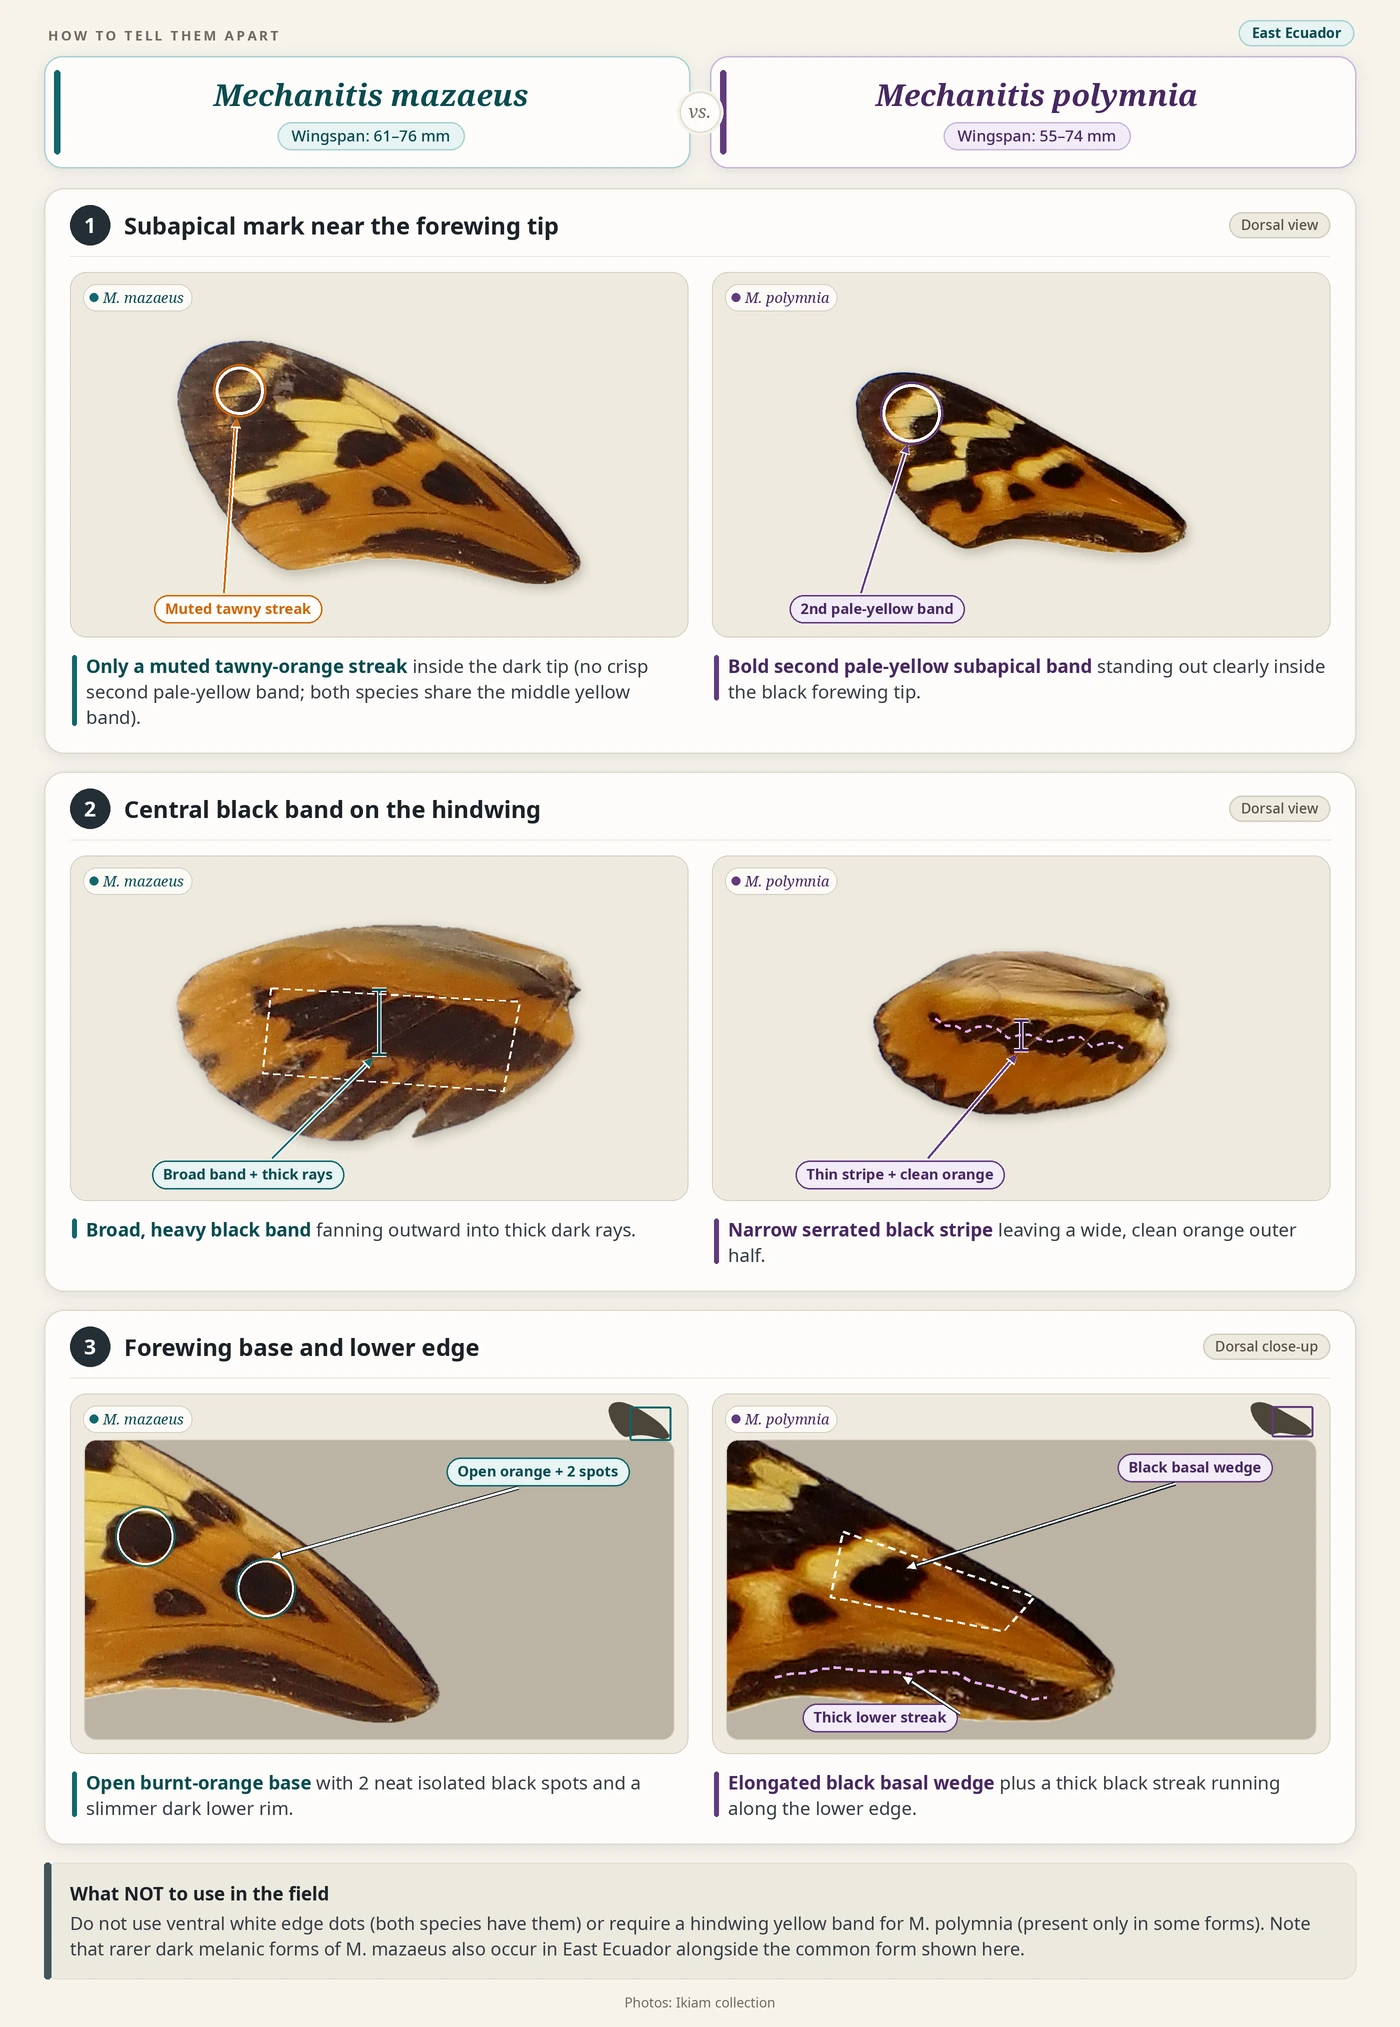 HOW TO TELL THEM APART
East Ecuador
Mechanitis mazaeus
Wingspan: 61–76 mm
vs.
Mechanitis polymnia
Wingspan: 55–74 mm
1
Subapical mark near the forewing tip
Dorsal view
M. mazaeus
Muted tawny streak
M. polymnia
2nd pale-yellow band
Only a muted tawny-orange streak inside the dark tip (no crisp
second pale-yellow band; both species share the middle yellow
band).
Bold second pale-yellow subapical band standing out clearly inside
the black forewing tip.
2
Central black band on the hindwing
Dorsal view
M. mazaeus
Broad band + thick rays
M. polymnia
Thin stripe + clean orange
Broad, heavy black band fanning outward into thick dark rays.
Narrow serrated black stripe leaving a wide, clean orange outer
half.
3
Forewing base and lower edge
Dorsal close-up
M. mazaeus
Open orange + 2 spots
M. polymnia
Black basal wedge
Thick lower streak
Open burnt-orange base with 2 neat isolated black spots and a
slimmer dark lower rim.
Elongated black basal wedge plus a thick black streak running
along the lower edge.
What NOT to use in the field
Do not use ventral white edge dots (both species have them) or require a hindwing yellow band for M. polymnia (present only in some forms). Note
that rarer dark melanic forms of M. mazaeus also occur in East Ecuador alongside the common form shown here.
Photos: Ikiam collection